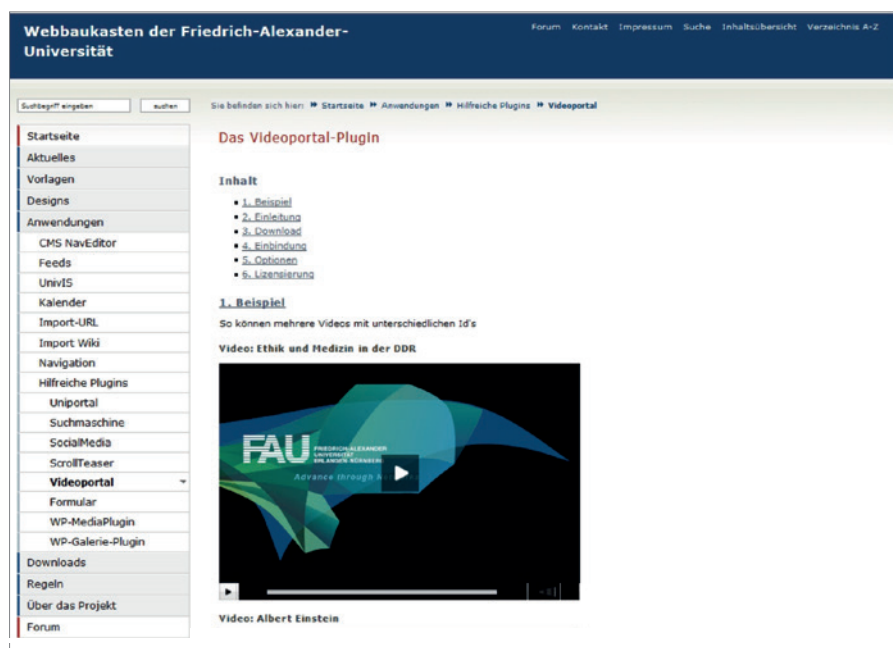 Webbaukasten der Friedrich-Alexander-
Universität
Forum Kontakt Impressum Suche Inhaltsübersicht Verzeichnis A-Z
Suchbegriff eingeben suchen
Sie befinden sich hier: Startseite Anwendungen Hilfreiche Plugins Videoportal
Startseite
Aktuelles
Vorlagen
Designs
Anwendungen
CMS NavEditor
Feeds
UnivIS
Kalender
Import-URL
Import Wiki
Navigation
Hilfreiche Plugins
Uniportal
Suchmaschine
SocialMedia
ScrollTeaser
Videoportal
Formular
WP-MediaPlugin
WP-Galerie-Plugin
Downloads
Regeln
Über das Projekt
Forum
Das Videoportal-PlugIn
Inhalt
1. Beispiel
2. Einleitung
3. Download
4. Einbindung
5. Optionen
6. Lizensierung
1. Beispiel
So können mehrere Videos mit unterschiedlichen Id's
Video: Ethik und Medizin in der DDR
FAU
FRIEDRICH-ALEXANDER
UNIVERSITÄT
ERLANGEN-NÜRNBERG
Advance through
Video: Albert Einstein